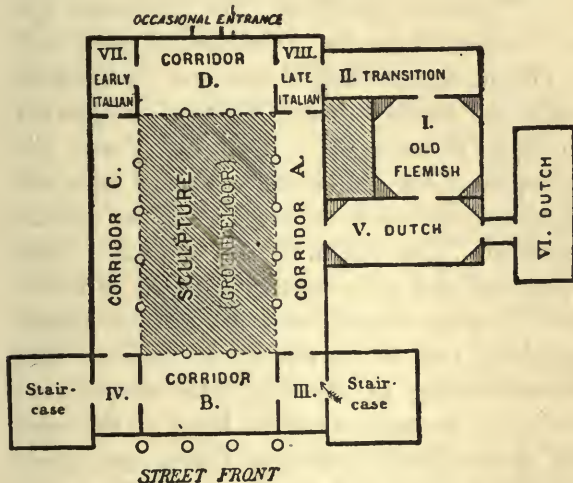 OCCASIONAL ENTRANCE
VII.
EARLY
ITALIAN
CORRIDOR
D.
VIII.
LATE
ITALIAN
II. TRANSITION
I.
OLD
FLEMISH
CORRIDOR C.
SCULPTURE
(GROUND FLOOR)
CORRIDOR A.
V. DUTCH
VI. DUTCH
Stair-
case
IV.
CORRIDOR
B.
III.
Stair-
case
STREET FRONT